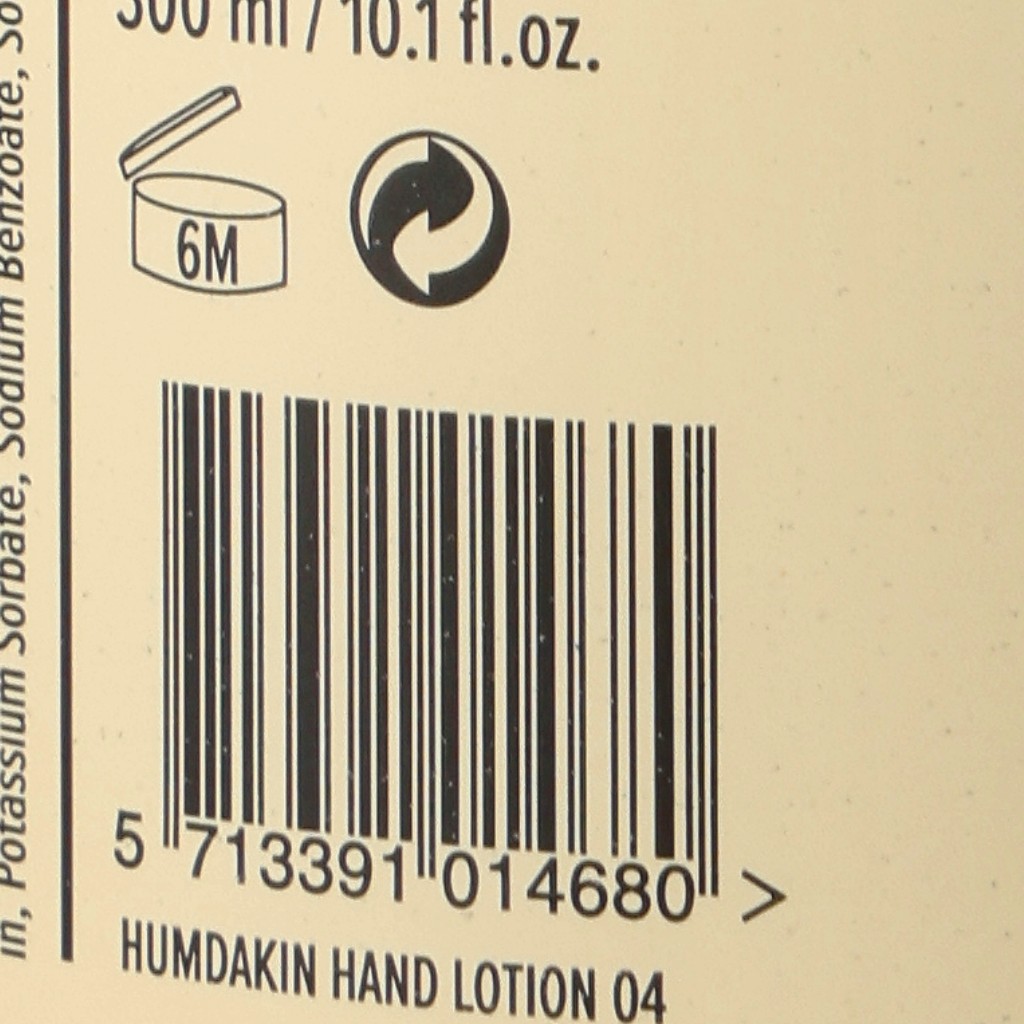 300 ml / 10.1 fl.oz.
6M
5 713391 014680 >
HUMDAKIN HAND LOTION 04
in, Potassium Sorbate, Sodium Benzoate, So